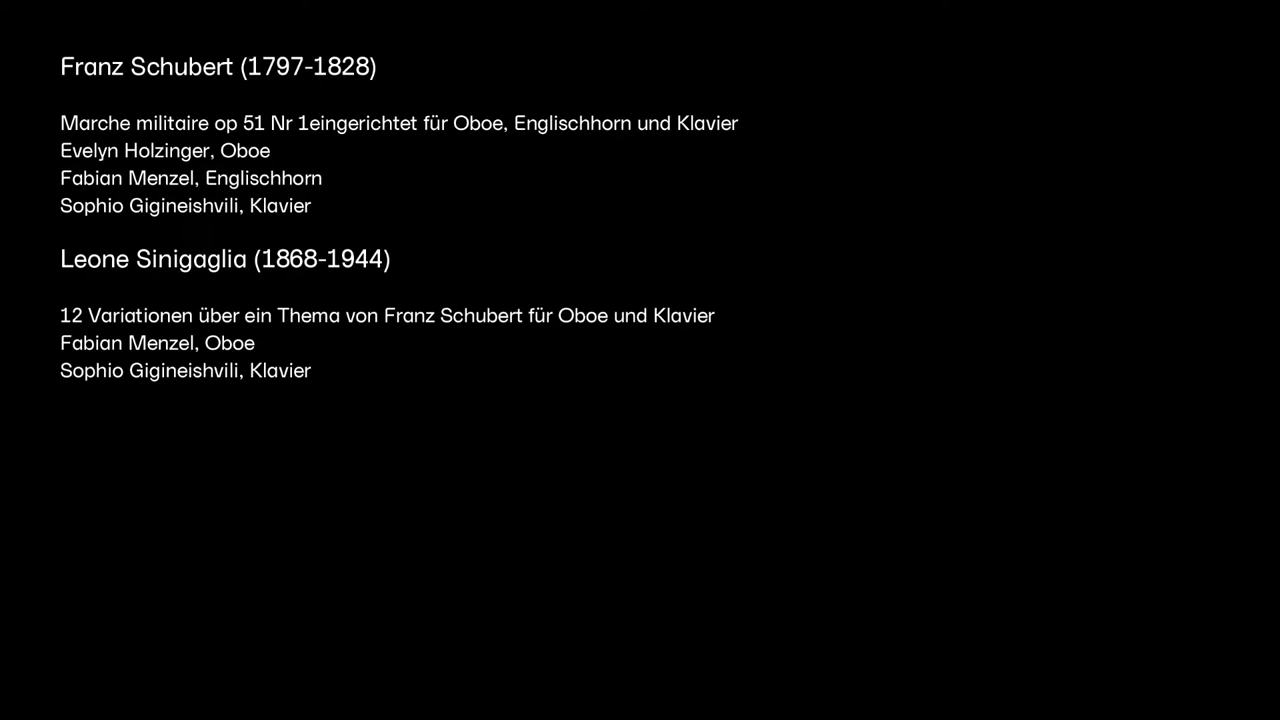 Franz Schubert (1797-1828)
Marche militaire op 51 Nr 1eingerichtet für Oboe, Englischhorn und Klavier
Evelyn Holzinger, Oboe
Fabian Menzel, Englischhorn
Sophio Gigineishvili, Klavier
Leone Sinigaglia (1868-1944)
12 Variationen über ein Thema von Franz Schubert für Oboe und Klavier
Fabian Menzel, Oboe
Sophio Gigineishvili, Klavier